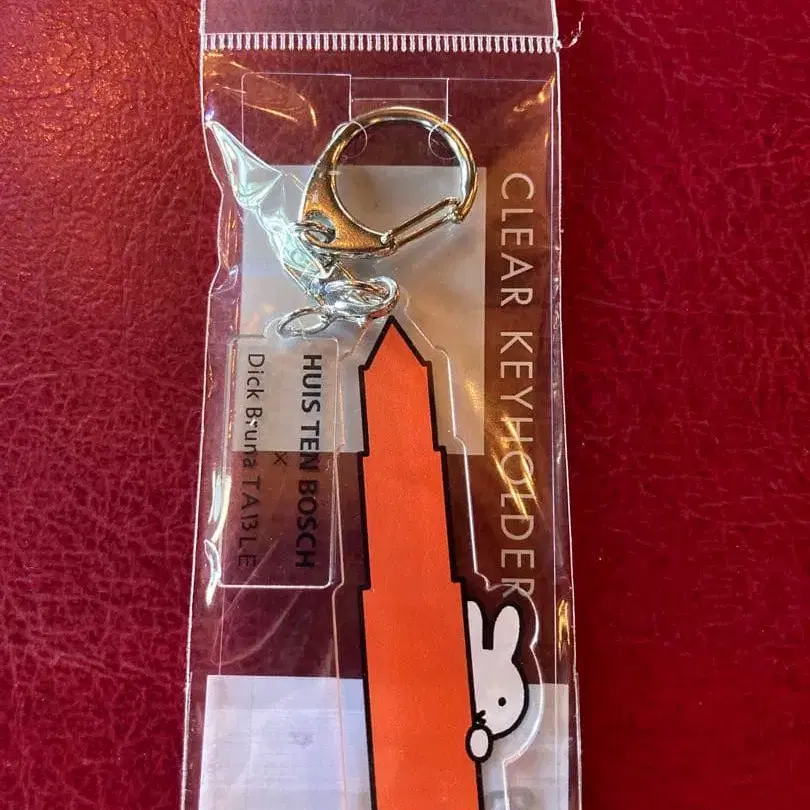 CLEAR KEYHOLDER
HUIS TEN BOSCH
×
Dick Bruna TABLE